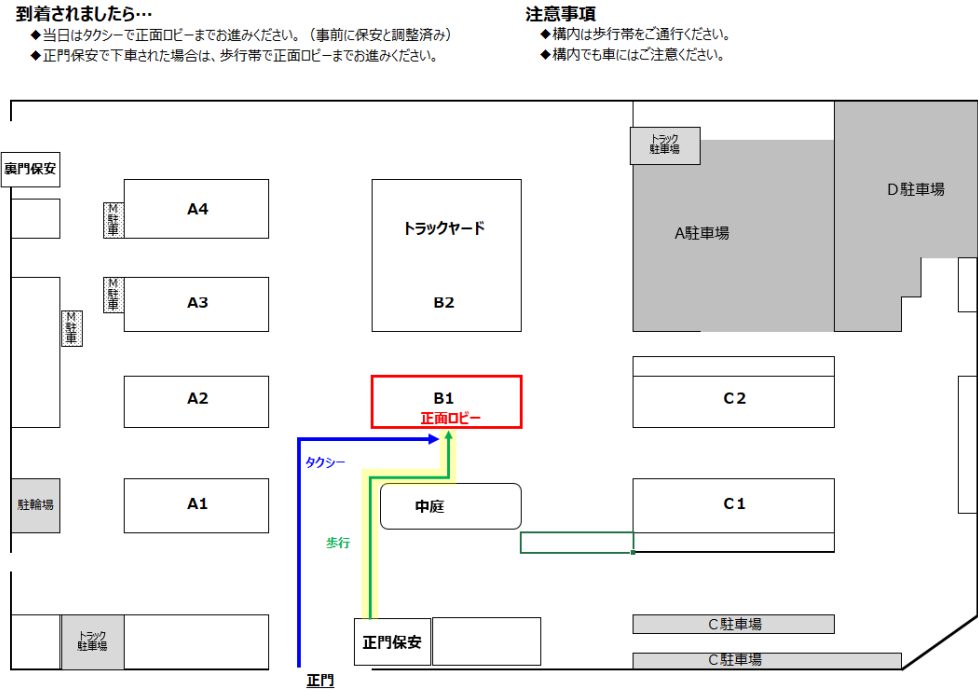 到着されましたら…
◆当日はタクシーで正面ロビーまでお進みください。（事前に保安と調整済み）
◆正門保安で下車された場合は、歩行帯で正面ロビーまでお進みください。
注意事項
◆構内は歩行帯をご通行ください。
◆構内でも車にはご注意ください。
トラック
駐車場
裏門保安
D駐車場
M駐車
A4
トラックヤード
A駐車場
M駐車
A3
B2
M駐車
A2
B1
正面ロビー
C2
タクシー
駐輪場
A1
中庭
C1
歩行
トラック
駐車場
正門保安
C駐車場
C駐車場
正門